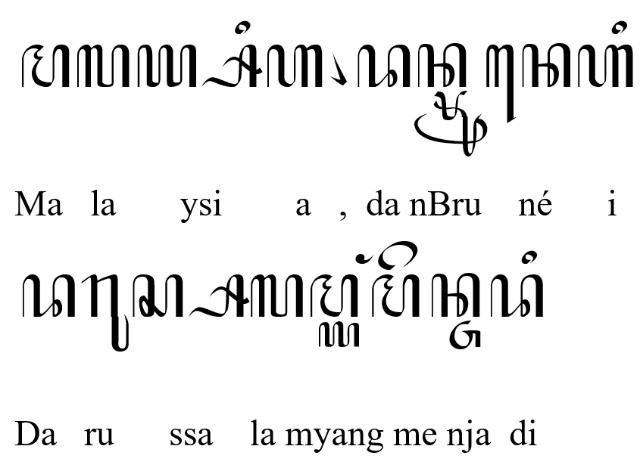 ꦩꦭꦪ꧀ꦱꦶꦲ꧈ꦢꦤ꧀ꦧꦿꦸꦤꦺꦲꦶ
Ma la ysi a , da nBru né i
ꦢꦫꦸꦱ꧀ꦱꦭꦩ꧀ꦪꦁꦩꦼꦤ꧀ꦗꦢꦶ
Da ru ssa la myang me nja di